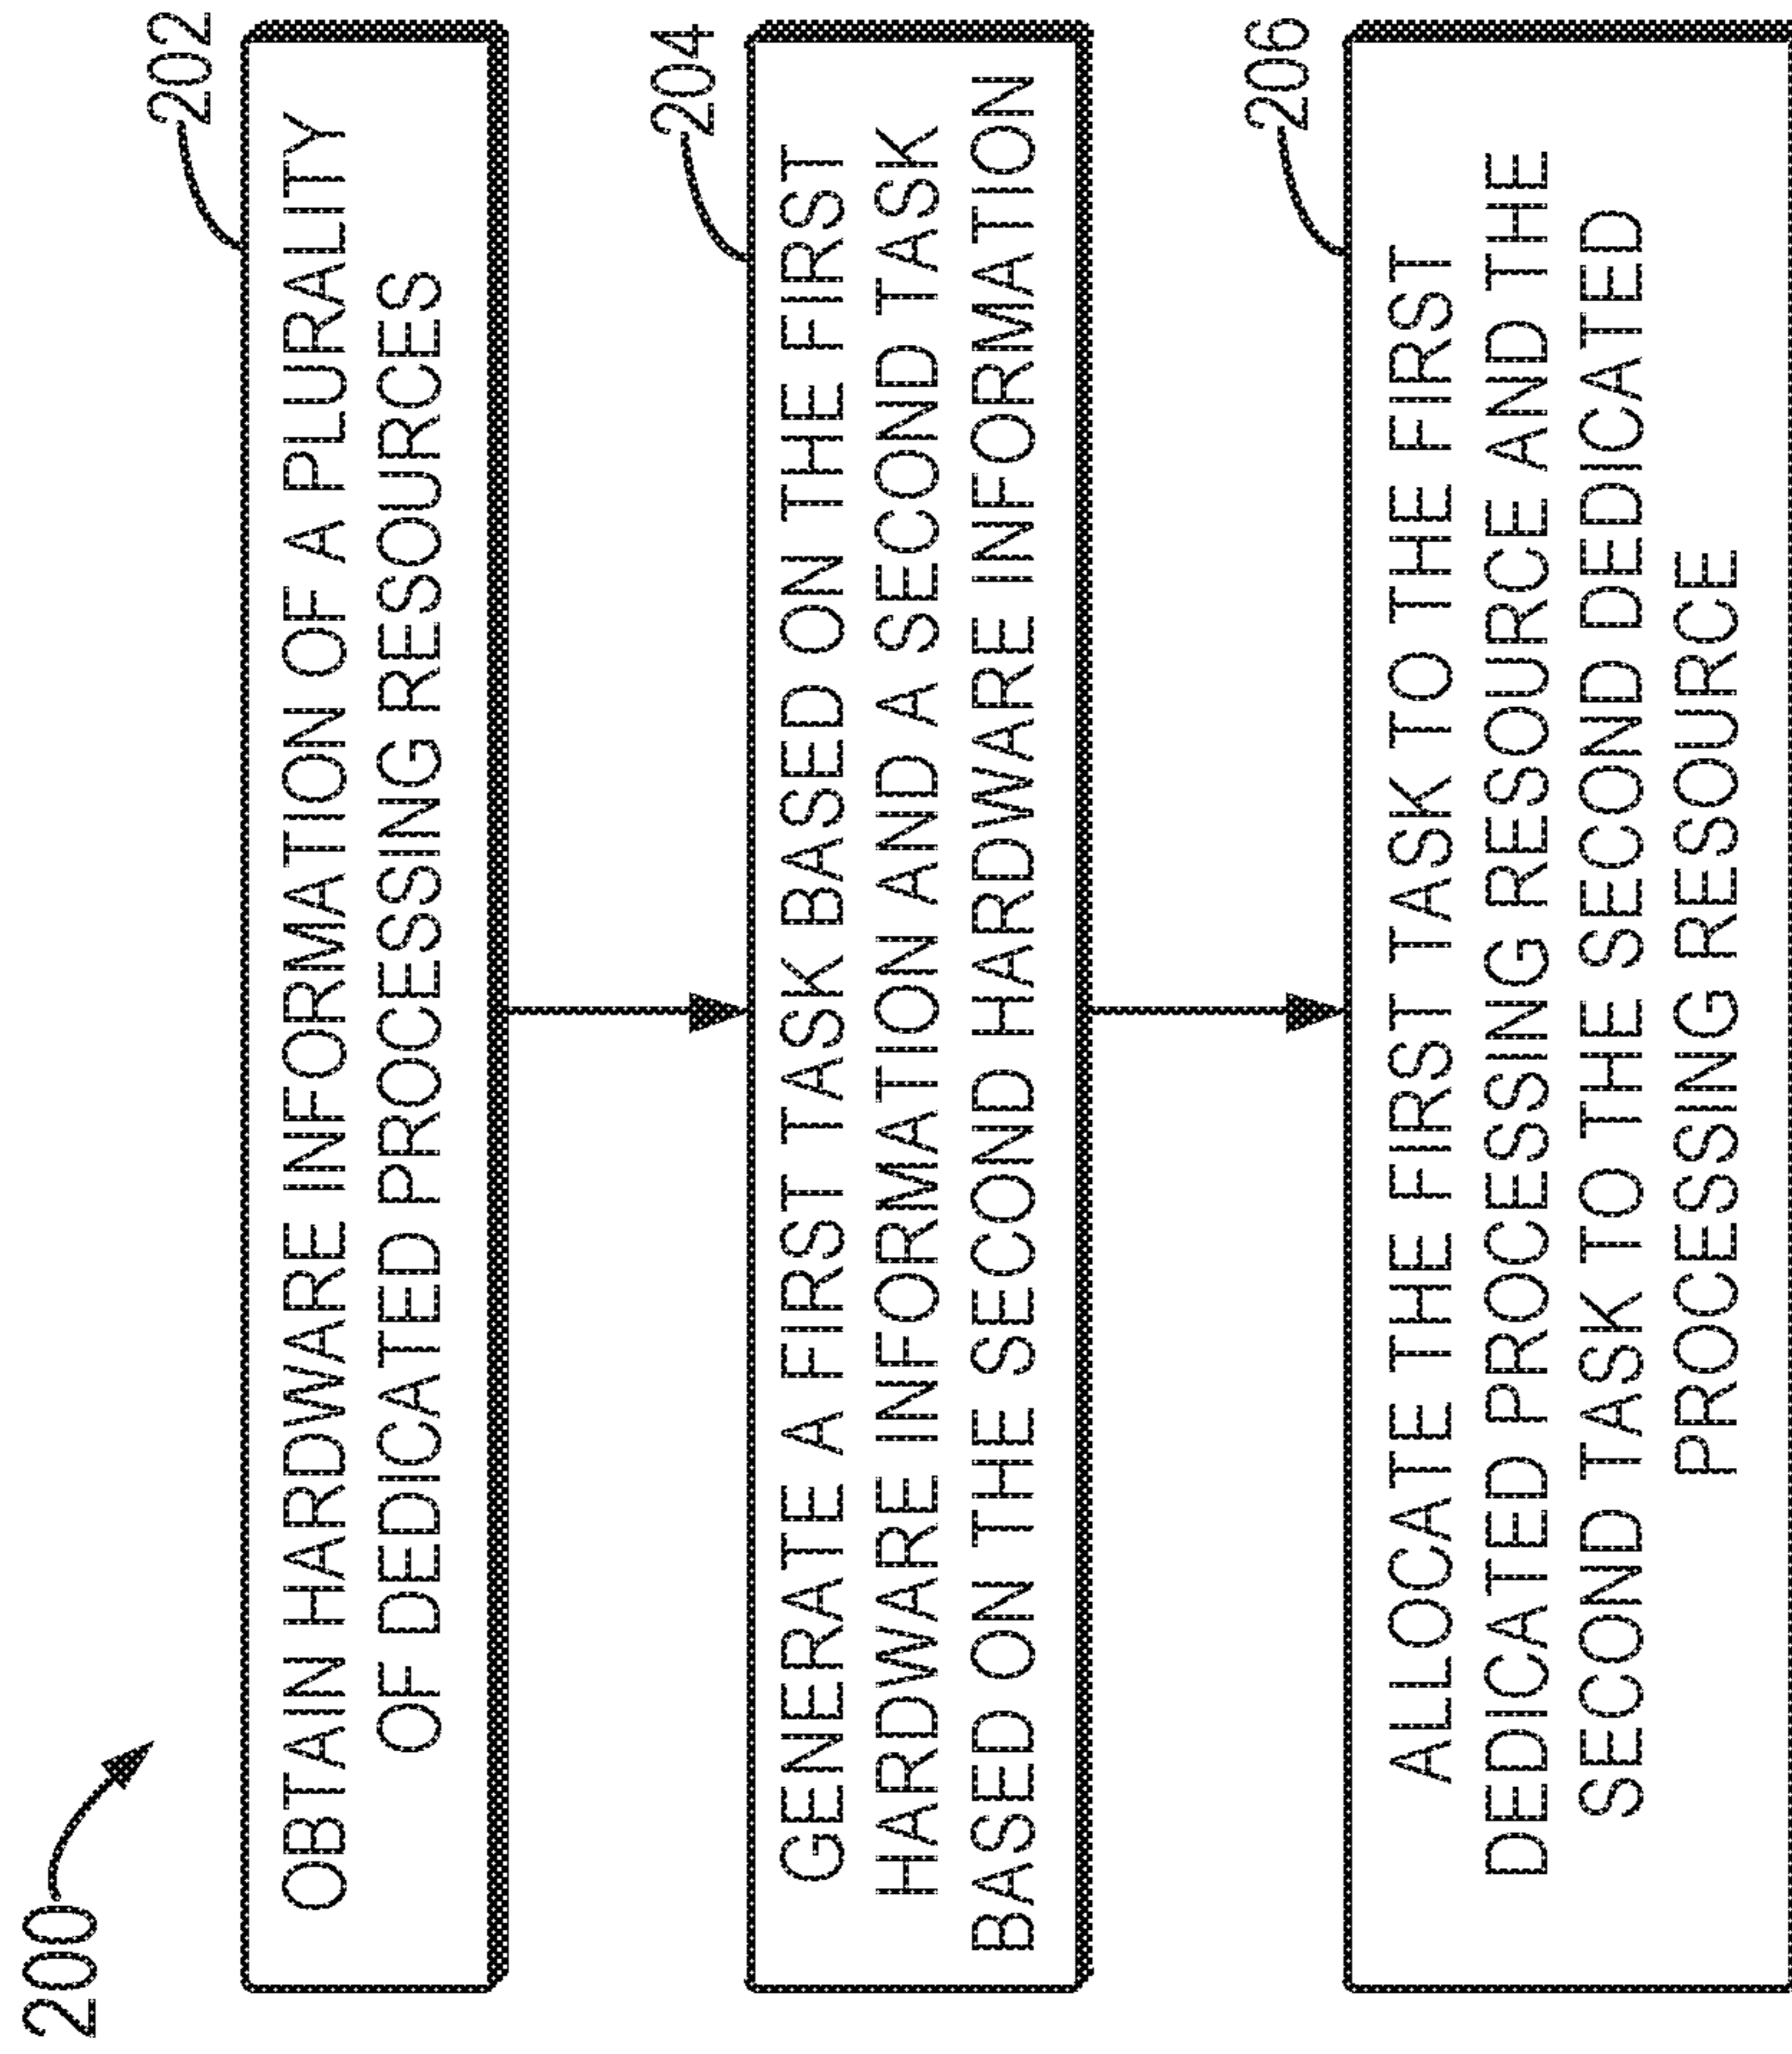 200
202
OBTAIN HARDWARE INFORMATION OF A PLURALITY
OF DEDICATED PROCESSING RESOURCES
204
GENERATE A FIRST TASK BASED ON THE FIRST
HARDWARE INFORMATION AND A SECOND TASK
BASED ON THE SECOND HARDWARE INFORMATION
206
ALLOCATE THE FIRST TASK TO THE FIRST
DEDICATED PROCESSING RESOURCE AND THE
SECOND TASK TO THE SECOND DEDICATED
PROCESSING RESOURCE